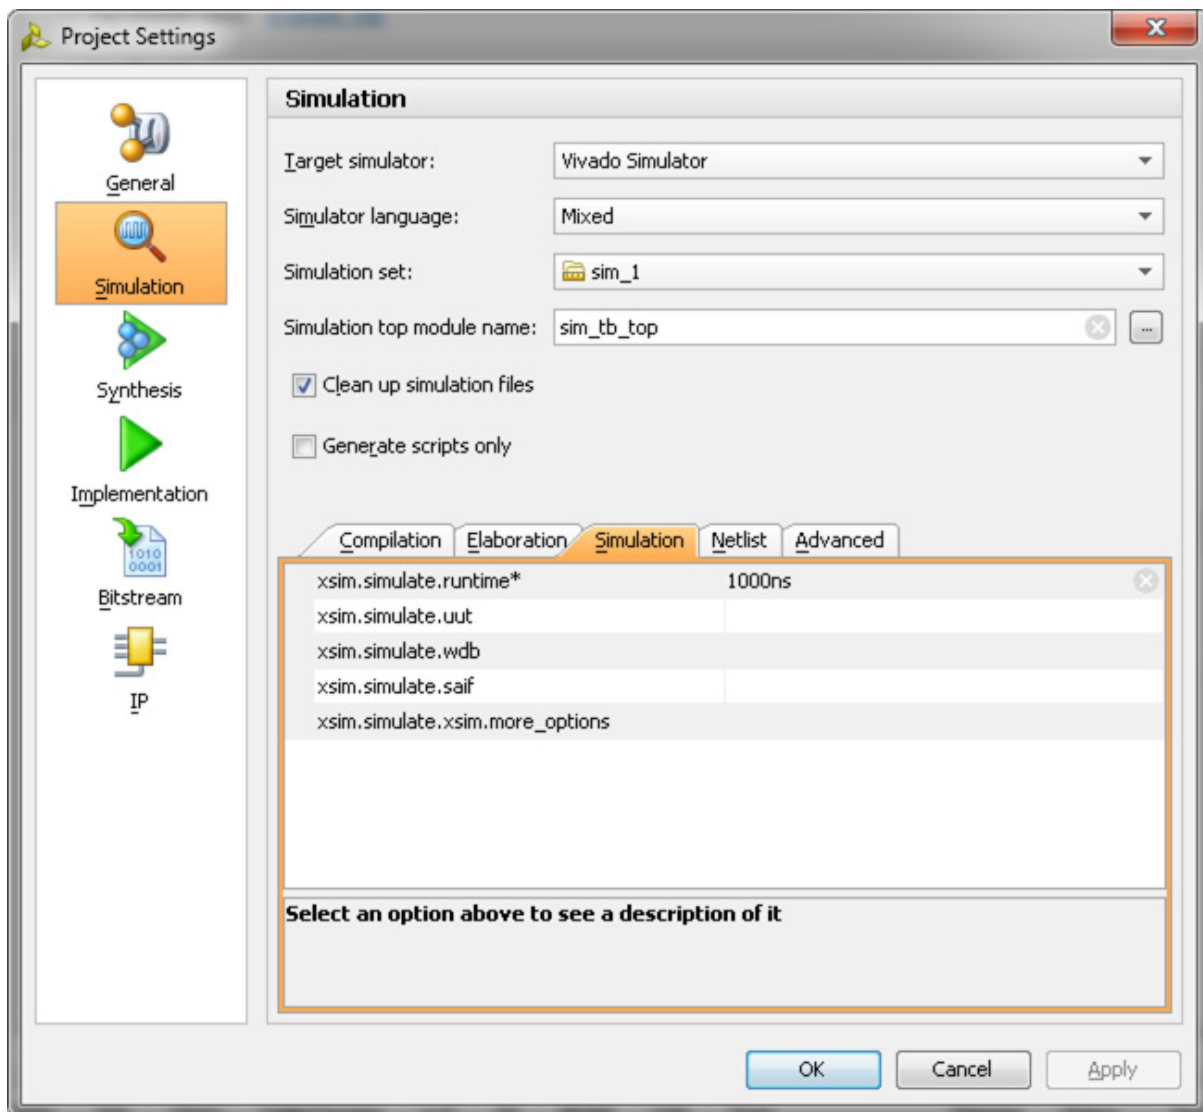 Project Settings
General
Simulation
Synthesis
Implementation
1010
0001
Bitstream
IP
Simulation
Target simulator: Vivado Simulator
Simulator language: Mixed
Simulation set: sim_1
Simulation top module name: sim_tb_top ...
Clean up simulation files
Generate scripts only
Compilation Elaboration Simulation Netlist Advanced
xsim.simulate.runtime* 1000ns
xsim.simulate.uut
xsim.simulate.wdb
xsim.simulate.saif
xsim.simulate.xsim.more_options
Select an option above to see a description of it
OK Cancel Apply